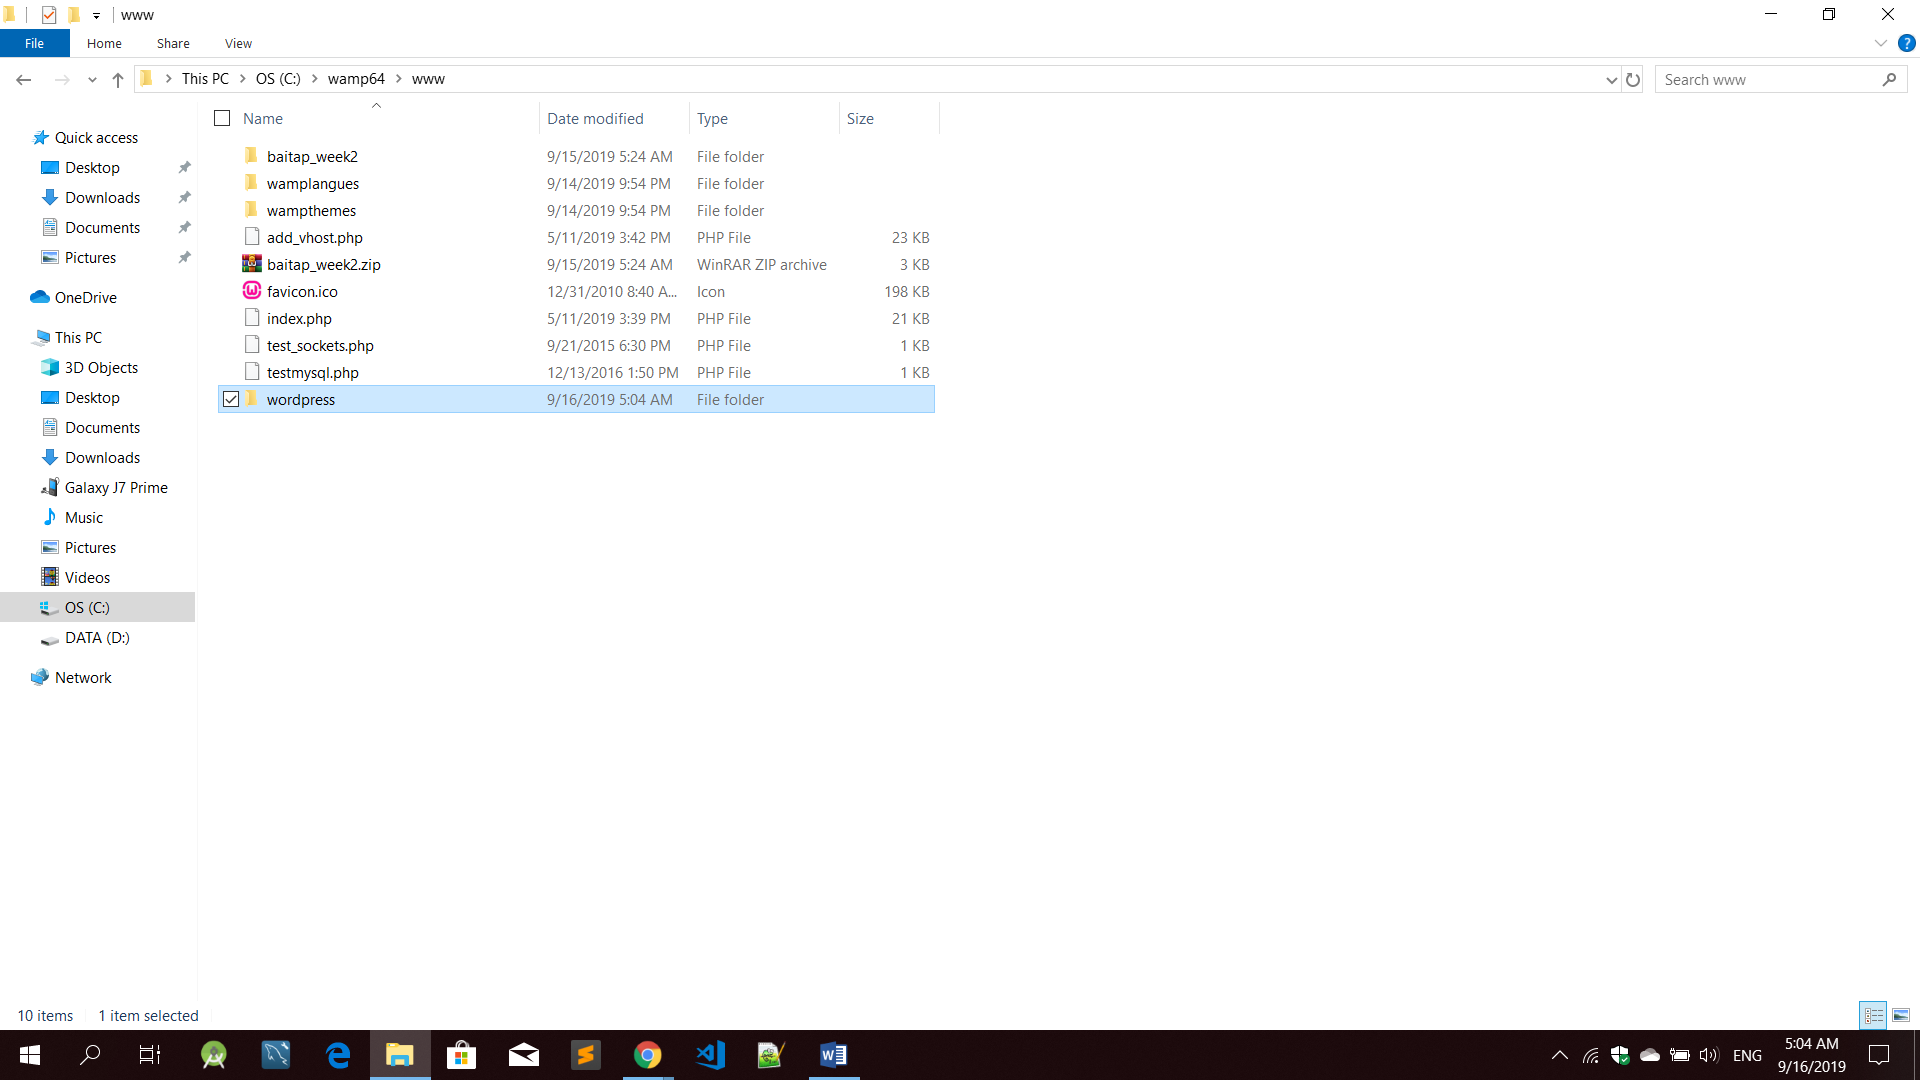 www
File Home Share View
This PC OS (C:) wamp64 www
Search www
Name Date modified Type Size
Quick access
Desktop
Downloads
Documents
Pictures
OneDrive
This PC
3D Objects
Desktop
Documents
Downloads
Galaxy J7 Prime
Music
Pictures
Videos
OS (C:)
DATA (D:)
Network
baitap_week2 9/15/2019 5:24 AM File folder
wamplangues 9/14/2019 9:54 PM File folder
wampthemes 9/14/2019 9:54 PM File folder
add_vhost.php 5/11/2019 3:42 PM PHP File 23 KB
baitap_week2.zip 9/15/2019 5:24 AM WinRAR ZIP archive 3 KB
favicon.ico 12/31/2010 8:40 A... Icon 198 KB
index.php 5/11/2019 3:39 PM PHP File 21 KB
test_sockets.php 9/21/2015 6:30 PM PHP File 1 KB
testmysql.php 12/13/2016 1:50 PM PHP File 1 KB
wordpress 9/16/2019 5:04 AM File folder
10 items 1 item selected
ENG
5:04 AM
9/16/2019